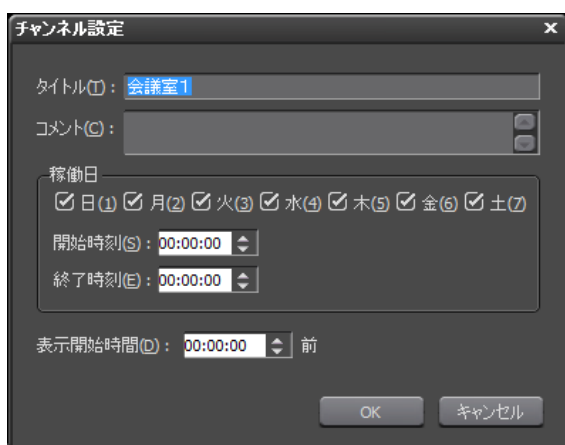 チャンネル設定
タイトル(T): 会議室1
コメント(C):
稼働日
日(1) 月(2) 火(3) 水(4) 木(5) 金(6) 土(7)
開始時刻(S): 00:00:00
終了時刻(E): 00:00:00
表示開始時間(D): 00:00:00 前
OK キャンセル